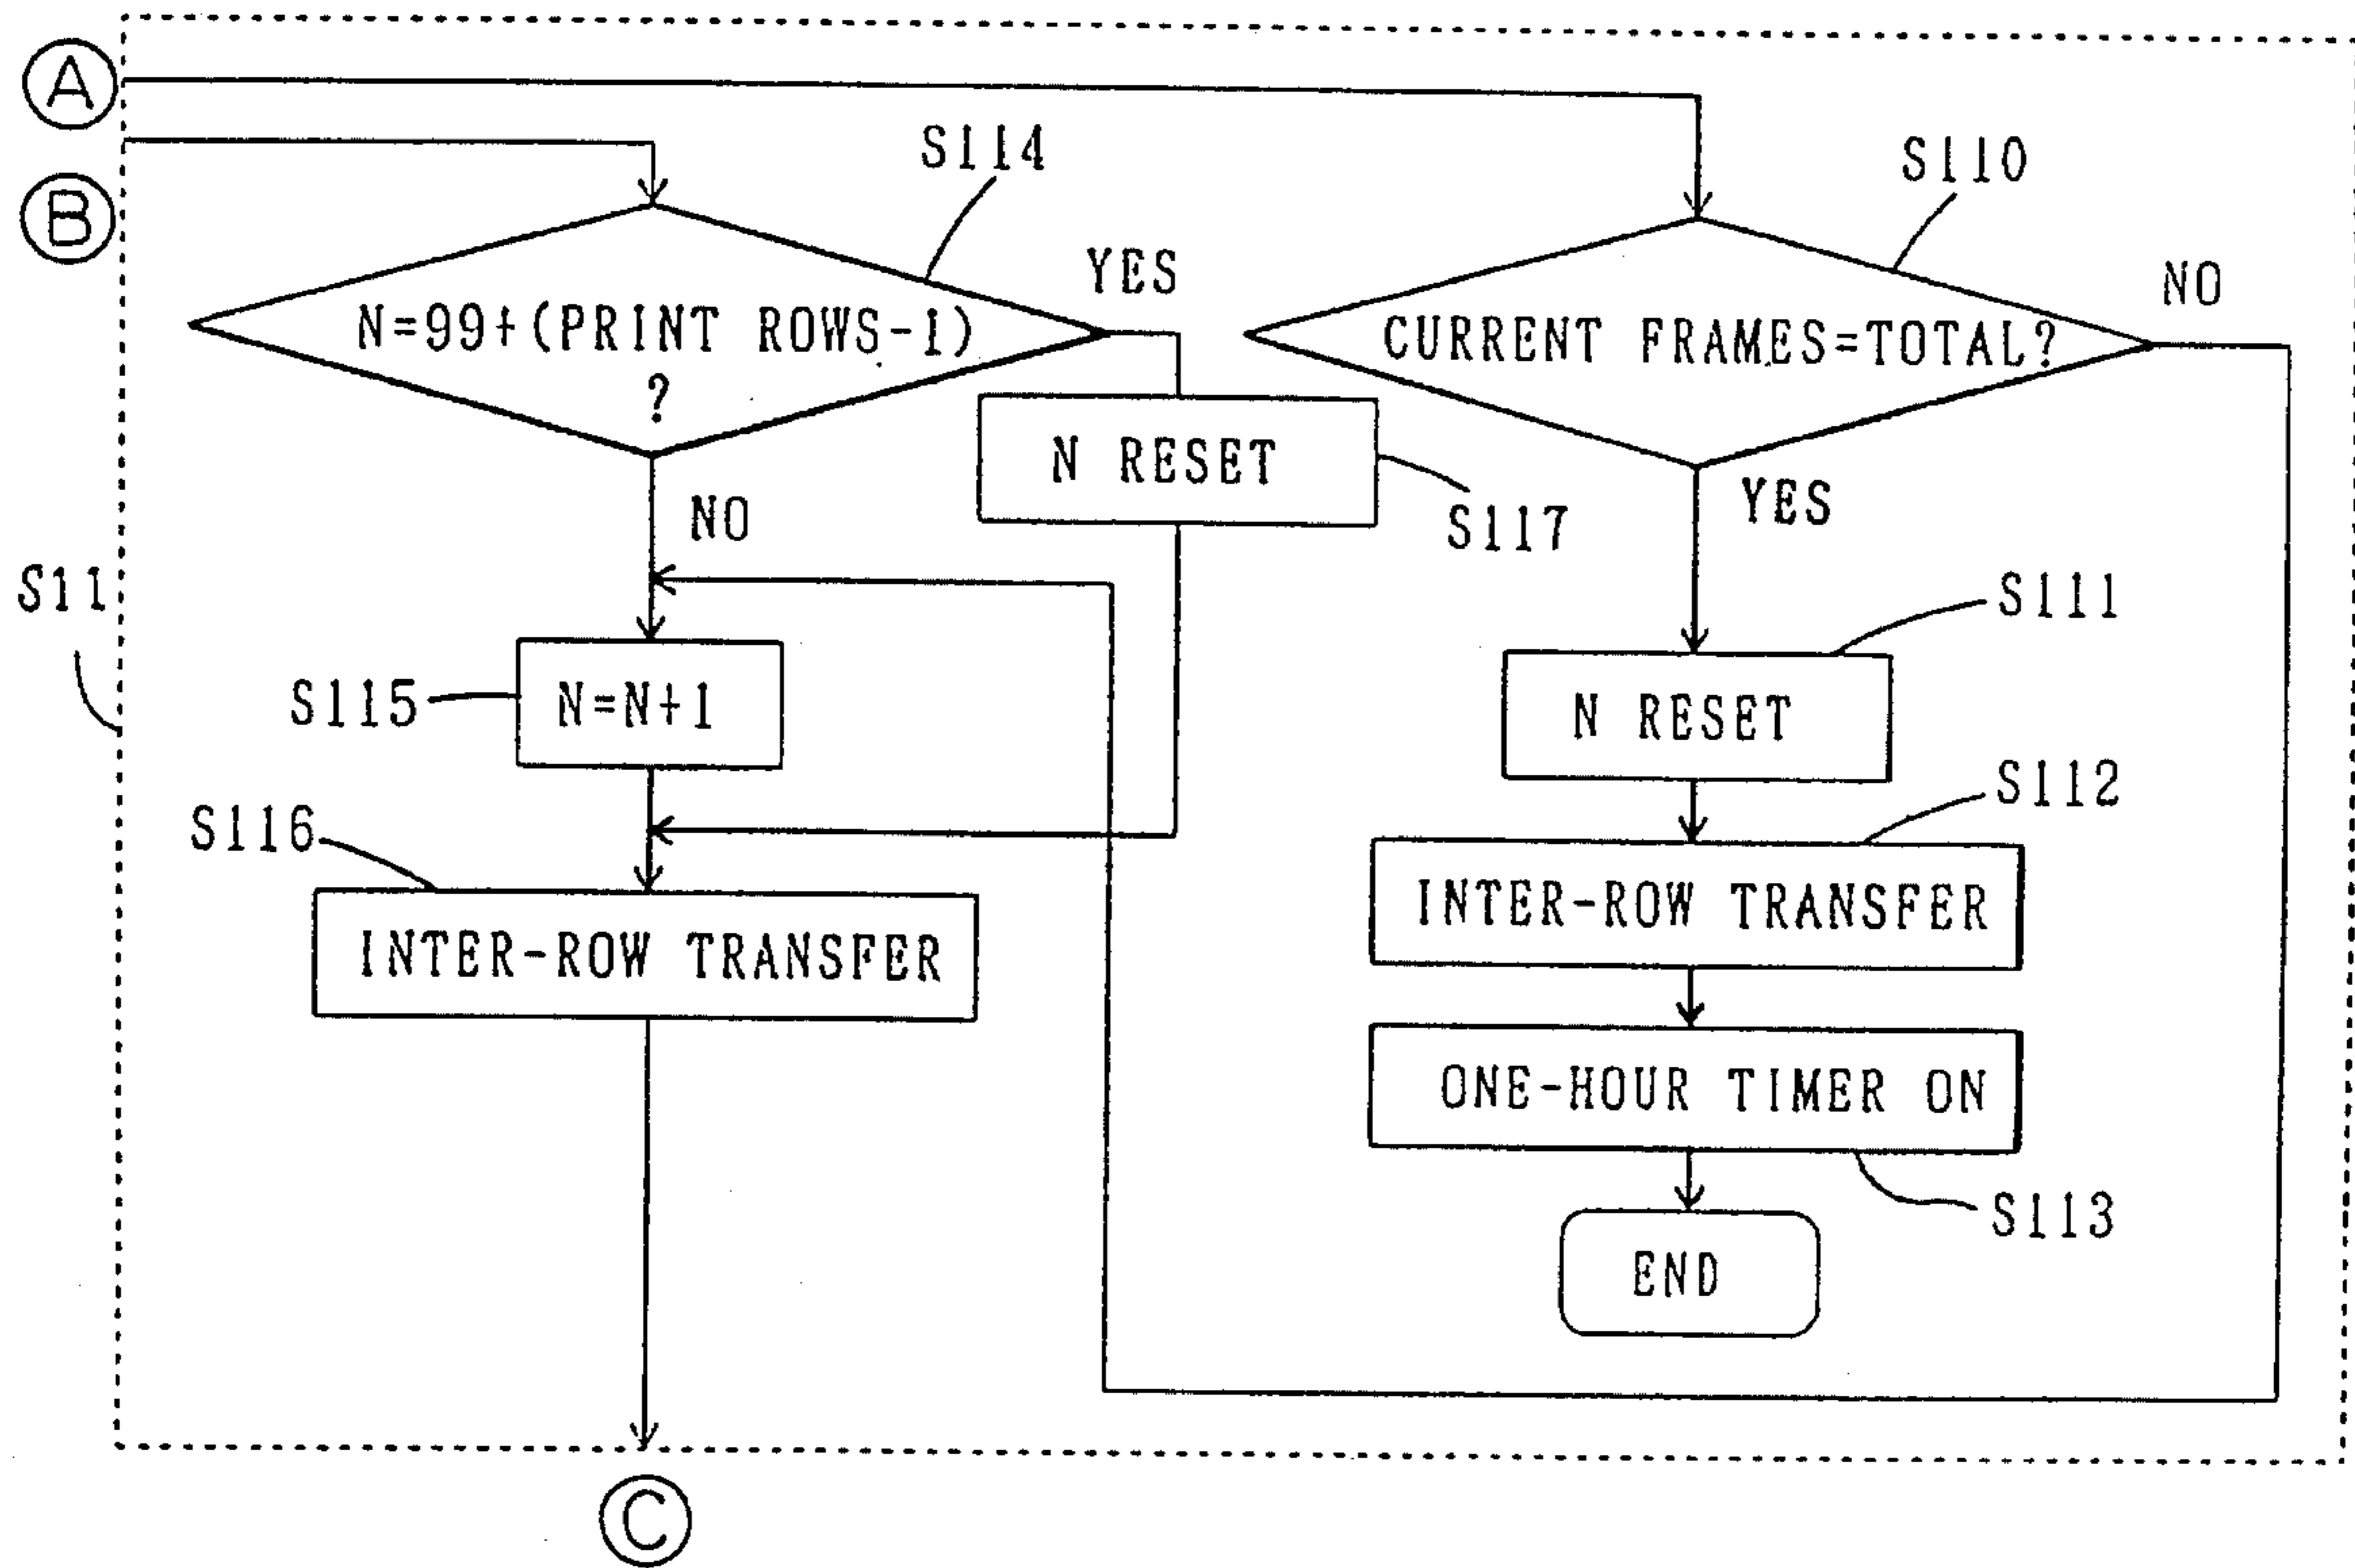 A
B
S114
S110
YES
NO
N=99+(PRINT ROWS-1)
?
CURRENT FRAMES=TOTAL?
N RESET
S117
NO
YES
S11
S111
S115
N=N+1
N RESET
S112
S116
INTER-ROW TRANSFER
INTER-ROW TRANSFER
ONE-HOUR TIMER ON
S113
END
C